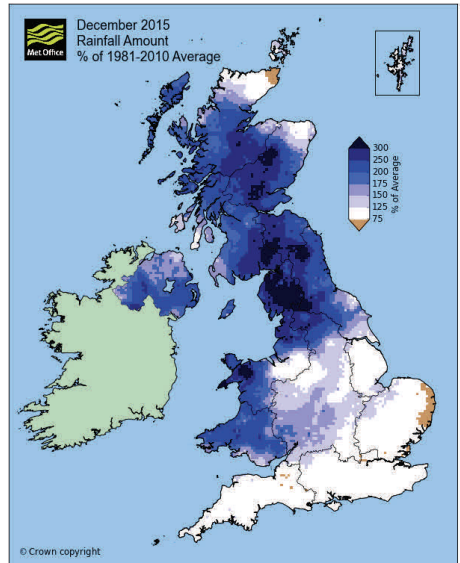 Met Office
December 2015
Rainfall Amount
% of 1981-2010 Average
300
250
200
175
150
125
75
% of Average
© Crown copyright